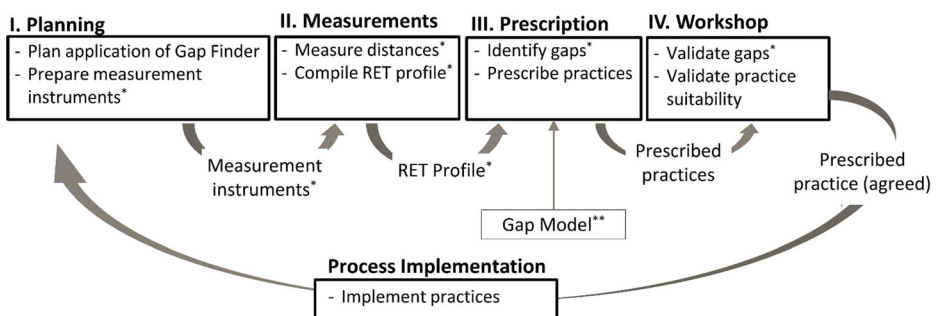 I. Planning
- Plan application of Gap Finder
- Prepare measurement
instruments*
II. Measurements
- Measure distances*
- Compile RET profile*
III. Prescription
- Identify gaps*
- Prescribe practices
IV. Workshop
- Validate gaps*
- Validate practice
suitability
Measurement
instruments*
RET Profile*
Prescribed
practices
Prescribed
practice (agreed)
Gap Model**
Process Implementation
- Implement practices